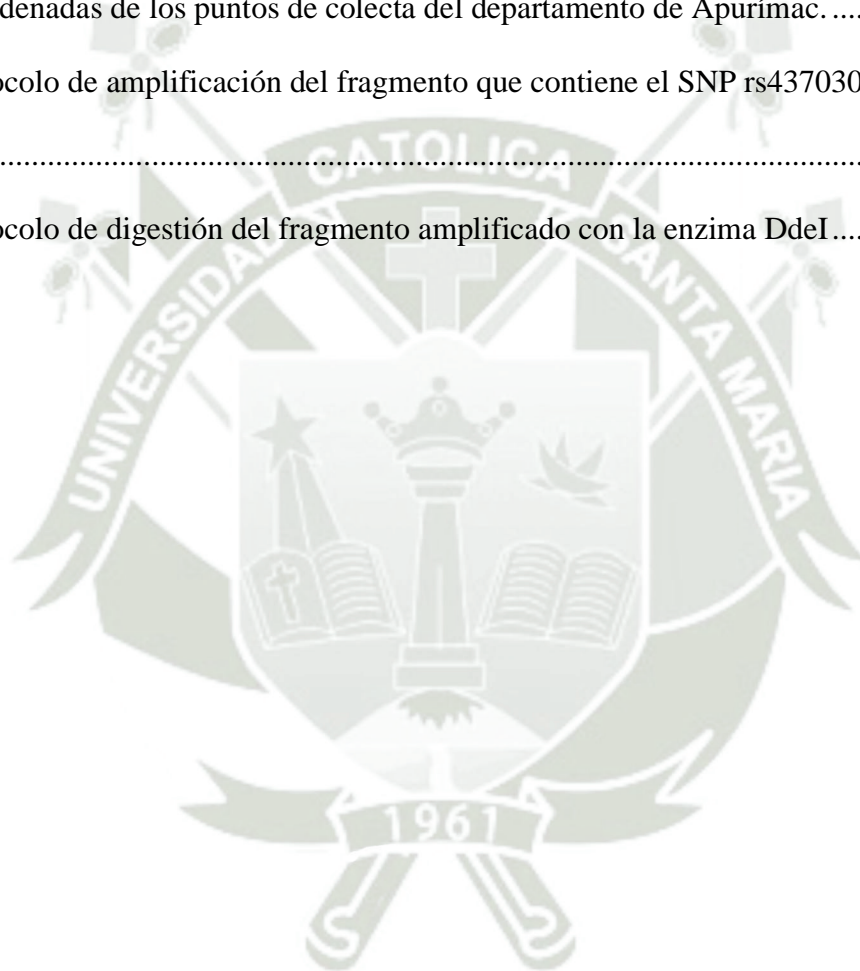 denadas de los puntos de colecta del departamento de Apurímac. ....
ocolo de amplificación del fragmento que contiene el SNP rs437030
....................................................................................................
ocolo de digestión del fragmento amplificado con la enzima DdeI ....
UNIVERSIDAD CATOLICA SANTA MARIA
1961